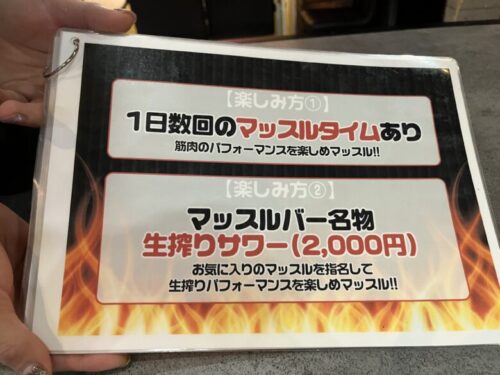 【楽しみ方①】
1日数回のマッスルタイムあり
筋肉のパフォーマンスを楽しめマッスル!!
【楽しみ方②】
マッスルバー名物
生搾りサワー(2,000円)
お気に入りのマッスルを指名して
生搾りパフォーマンスを楽しめマッスル!!